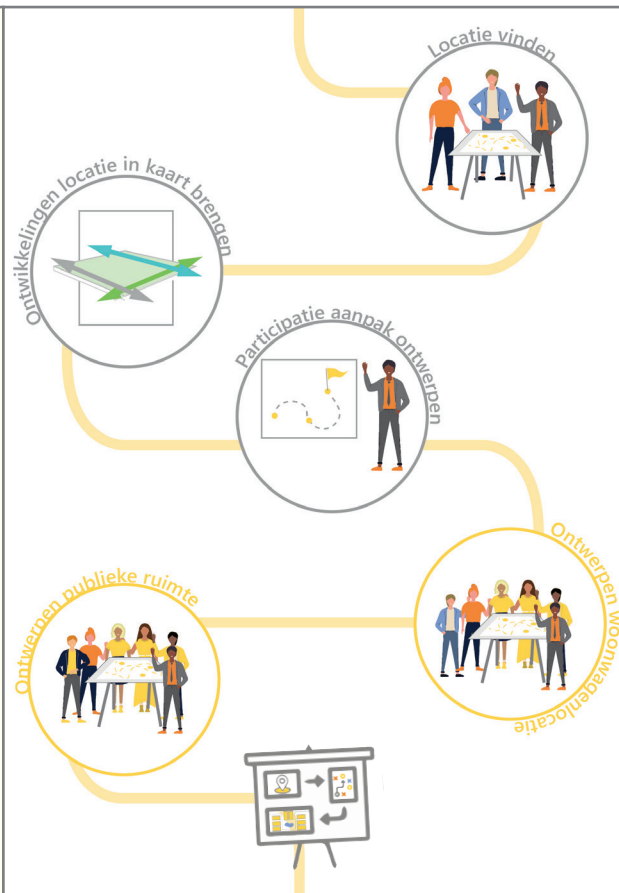 Locatie vinden
Ontwikkelingen locatie in kaart brengen
Participatie aanpak ontwerpen
Ontwerpen woonwagenlocatie
Ontwerpen publieke ruimte